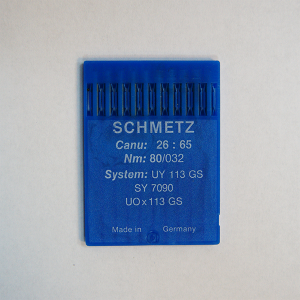 SCHMETZ
Canu: 26 : 65
Nm: 80/032
System: UY 113 GS
SY 7090
UO x 113 GS
Made in Germany